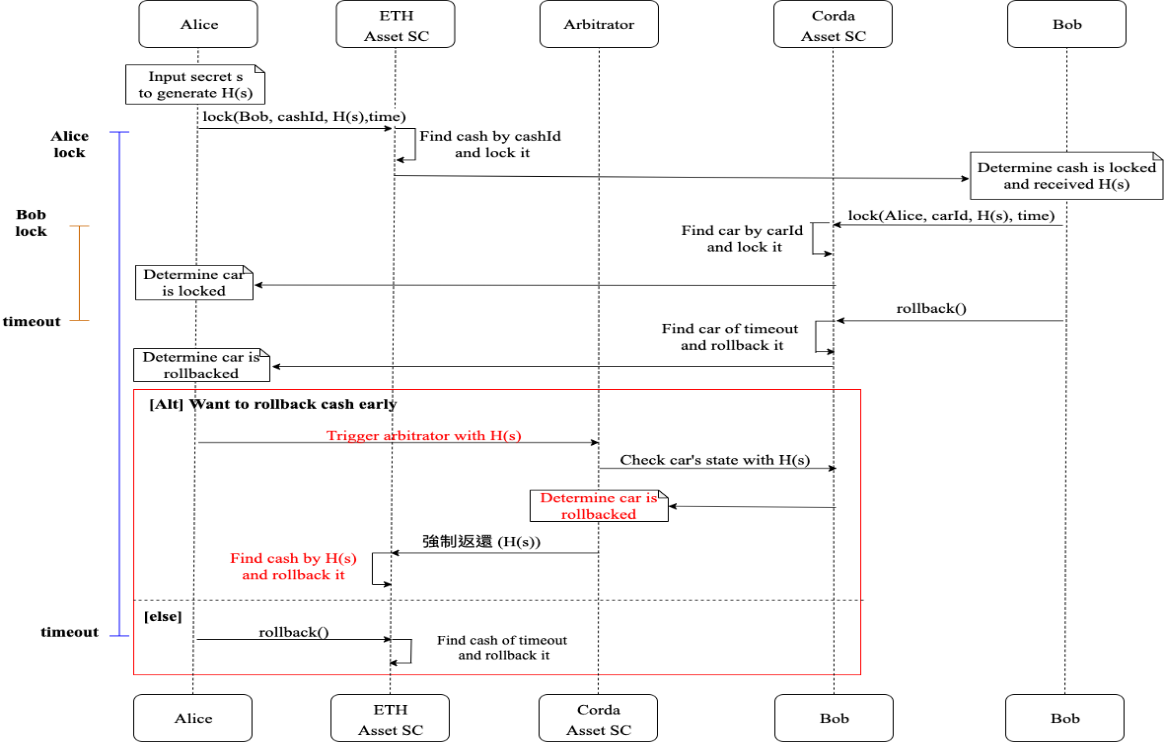 Alice
ETH
Asset SC
Arbitrator
Corda
Asset SC
Bob
Input secret s
to generate H(s)
lock(Bob, cashId, H(s),time)
Find cash by cashId
and lock it
Alice
lock
Determine cash is locked
and received H(s)
Bob
lock
lock(Alice, carId, H(s), time)
Find car by carId
and lock it
Determine car
is locked
timeout
rollback()
Find car of timeout
and rollback it
Determine car is
rollbacked
[Alt] Want to rollback cash early
Trigger arbitrator with H(s)
Check car's state with H(s)
Determine car is
rollbacked
強制返還 (H(s))
Find cash by H(s)
and rollback it
[else]
timeout
rollback()
Find cash of timeout
and rollback it
Alice
ETH
Asset SC
Corda
Asset SC
Bob
Bob